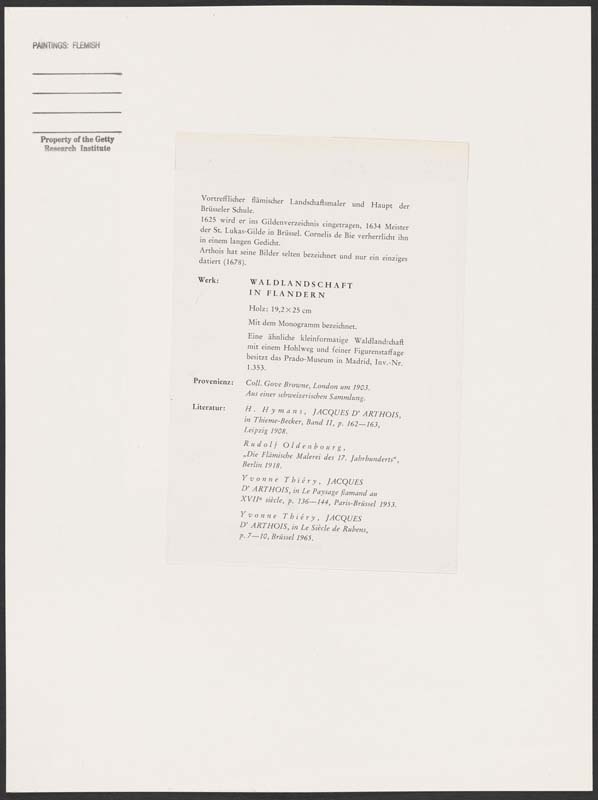 PAINTINGS: FLEMISH
Property of the Getty
Research Institute
Vortrefflicher flämischer Landschaftsmaler und Haupt der
Brüsseler Schule.
1625 wird er ins Gildenverzeichnis eingetragen, 1634 Meister
der St. Lukas-Gilde in Brüssel. Cornelis de Bie verherrlicht ihn
in einem langen Gedicht.
Arthois hat seine Bilder selten bezeichnet und nur ein einziges
datiert (1678).
Werk: WALDLANDSCHAFT
IN FLANDERN
Holz: 19,2×25 cm
Mit dem Monogramm bezeichnet.
Eine ähnliche kleinformatige Waldlandschaft
mit einem Hohlweg und feiner Figurenstaffage
besitzt das Prado-Museum in Madrid, Inv.-Nr.
1.353.
Provenienz: Coll. Gove Browne, London um 1903.
Aus einer schweizerischen Sammlung.
Literatur: H. Hymans, JACQUES D' ARTHOIS,
in Thieme-Becker, Band II, p. 162—163,
Leipzig 1908.
Rudolf Oldenbourg,
„Die Flämische Malerei des 17. Jahrhunderts“,
Berlin 1918.
Yvonne Thiéry, JACQUES
D' ARTHOIS, in Le Paysage flamand au
XVIIe siècle, p. 136—144, Paris-Brüssel 1953.
Yvonne Thiéry, JACQUES
D' ARTHOIS, in Le Siècle de Rubens,
p. 7—10, Brüssel 1965.